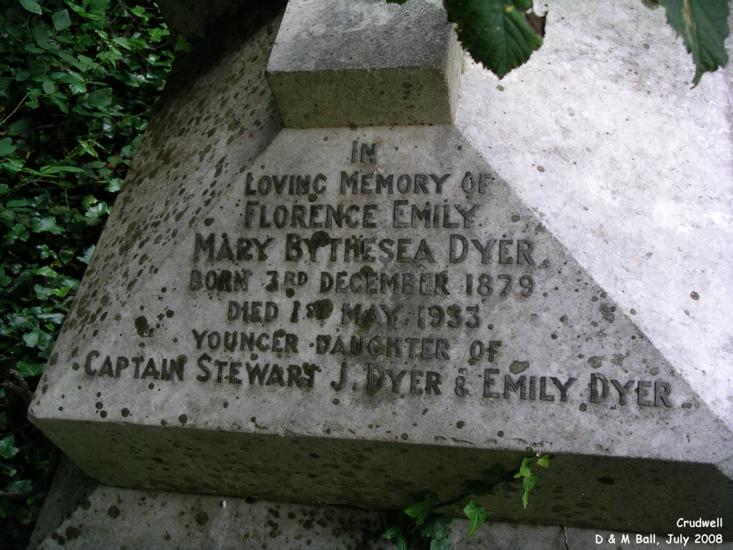 IN
LOVING MEMORY OF
FLORENCE EMILY
MARY BYTHESEA DYER.
BORN 3RD DECEMBER 1879
DIED 1ST MAY 1933.
YOUNGER DAUGHTER OF
CAPTAIN STEWART J. DYER & EMILY DYER.
Crudwell
D & M Ball, July 2008